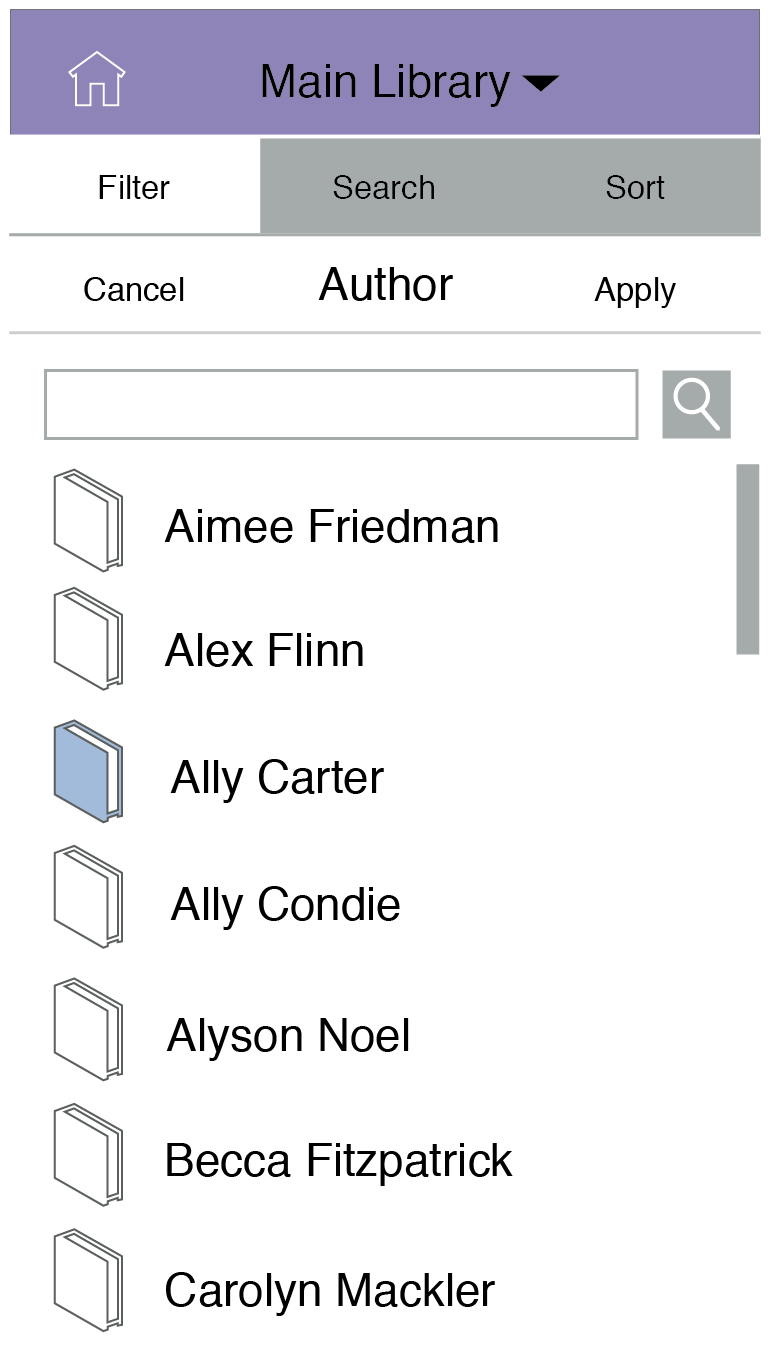 Main Library
Filter Search Sort
Cancel Author Apply
Aimee Friedman
Alex Flinn
Ally Carter
Ally Condie
Alyson Noel
Becca Fitzpatrick
Carolyn Mackler